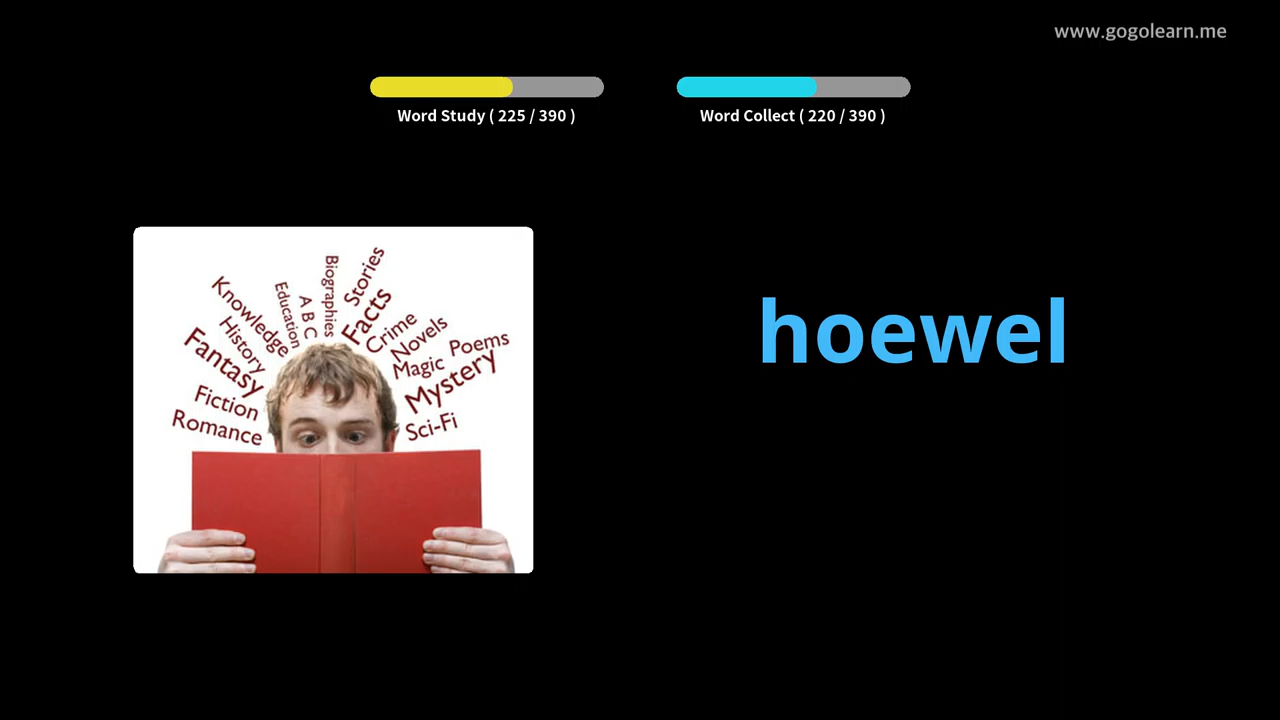 www.gogolearn.me
Word Study ( 225 / 390 )
Word Collect ( 220 / 390 )
Biographies
Stories
Education
A B C
Facts
Knowledge
Crime
History
Novels
Fantasy
Magic
Poems
Mystery
Fiction
Romance
Sci-Fi
hoewel